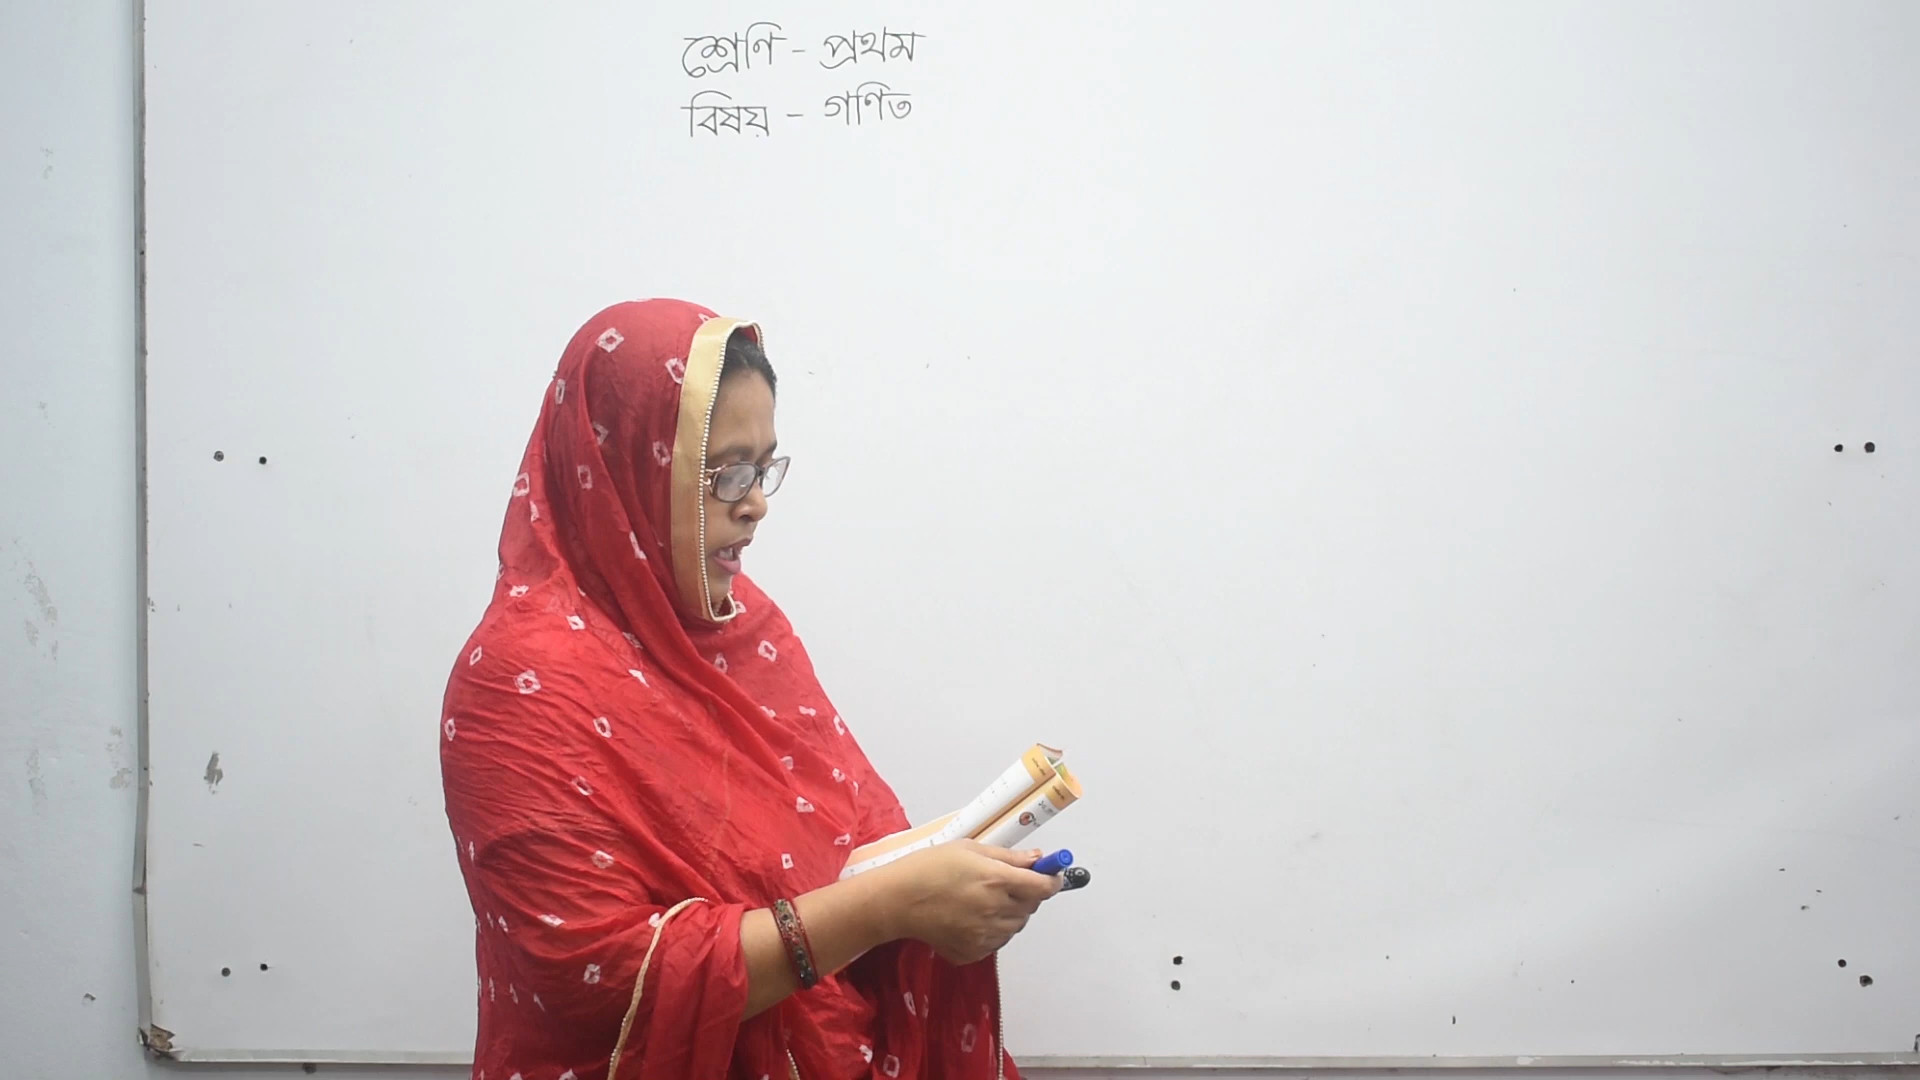 শ্রেণি - প্রথম
বিষয় - গণিত